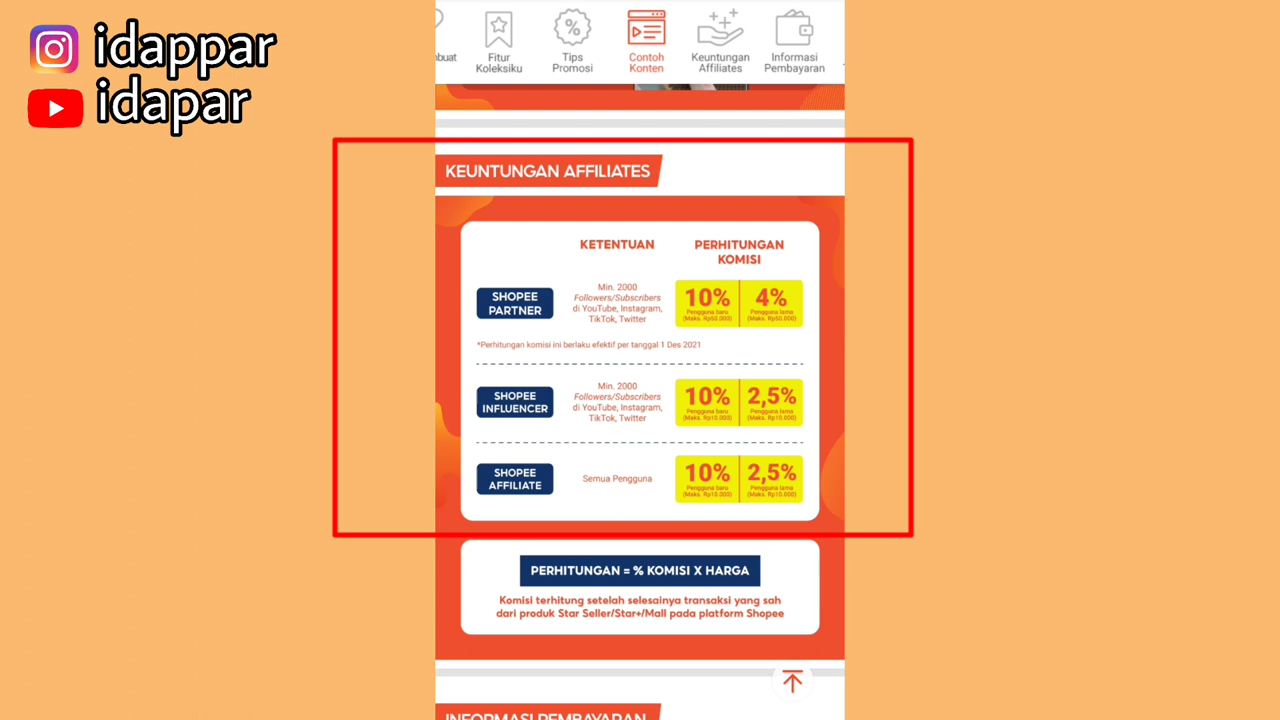 idappar
idapar
buat
Fitur
Koleksiku
Tips
Promosi
Contoh
Konten
Keuntungan
Affiliates
Informasi
Pembayaran
KEUNTUNGAN AFFILIATES
KETENTUAN
PERHITUNGAN
KOMISI
SHOPEE
PARTNER
Min. 2000
Followers/Subscribers
di YouTube, Instagram,
TikTok, Twitter
10%
Pengguna baru
(Maks. Rp50.000)
4%
Pengguna lama
(Maks. Rp50.000)
*Perhitungan komisi ini berlaku efektif per tanggal 1 Des 2021
SHOPEE
INFLUENCER
Min. 2000
Followers/Subscribers
di YouTube, Instagram,
TikTok, Twitter
10%
Pengguna baru
(Maks. Rp10.000)
2,5%
Pengguna lama
(Maks. Rp10.000)
SHOPEE
AFFILIATE
Semua Pengguna
10%
Pengguna baru
(Maks. Rp10.000)
2,5%
Pengguna lama
(Maks. Rp10.000)
PERHITUNGAN = % KOMISI X HARGA
Komisi terhitung setelah selesainya transaksi yang sah
dari produk Star Seller/Star+/Mall pada platform Shopee
INFORMASI PEMBAYARAN